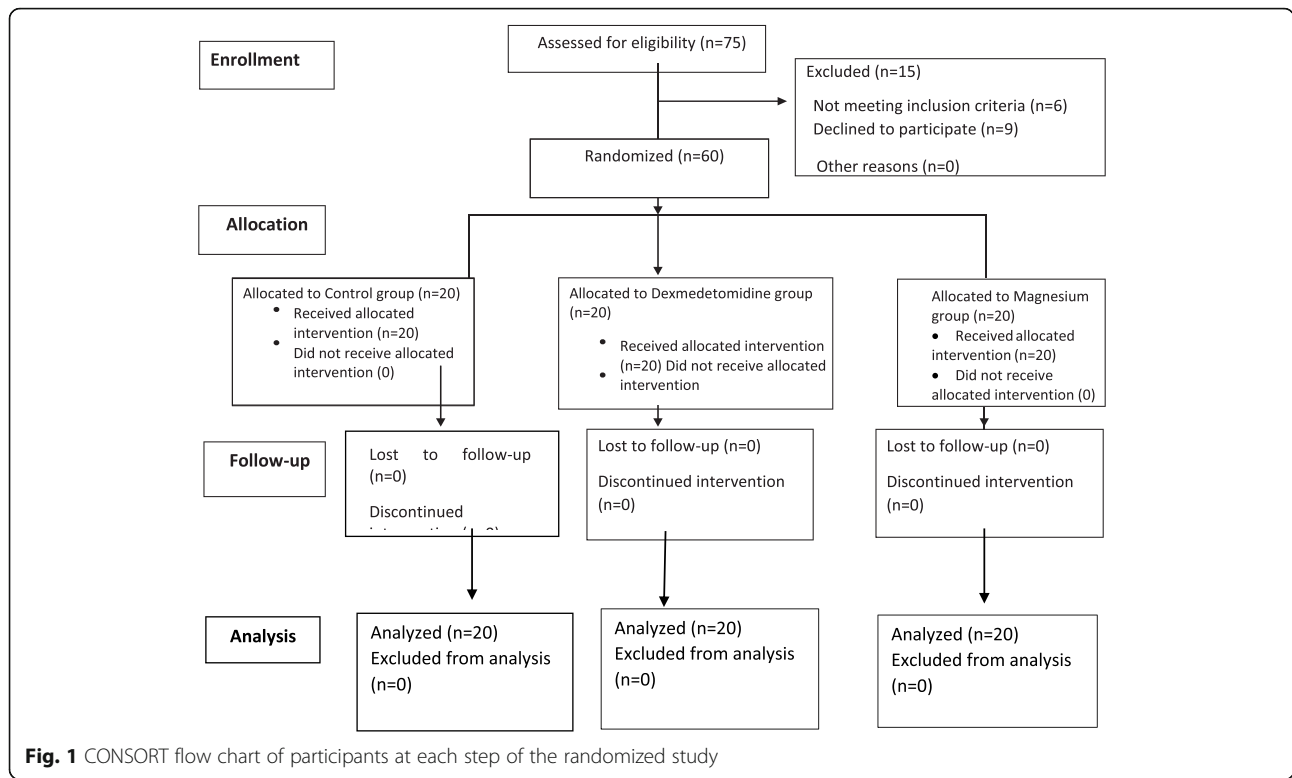 Enrollment
Assessed for eligibility (n=75)
Excluded (n=15)
Not meeting inclusion criteria (n=6)
Declined to participate (n=9)
Other reasons (n=0)
Randomized (n=60)
Allocation
Allocated to Control group (n=20)
• Received allocated
intervention (n=20)
• Did not receive allocated
intervention (0)
Allocated to Dexmedetomidine group
(n=20)
• Received allocated intervention
(n=20) Did not receive allocated
• intervention
Allocated to Magnesium
group (n=20)
• Received allocated
intervention (n=20)
• Did not receive
allocated intervention (0)
Follow-up
Lost to follow-up
(n=0)
Discontinued
Lost to follow-up (n=0)
Discontinued intervention
(n=0)
Lost to follow-up (n=0)
Discontinued intervention
(n=0)
Analysis
Analyzed (n=20)
Excluded from analysis
(n=0)
Analyzed (n=20)
Excluded from analysis
(n=0)
Analyzed (n=20)
Excluded from analysis
(n=0)
Fig. 1 CONSORT flow chart of participants at each step of the randomized study